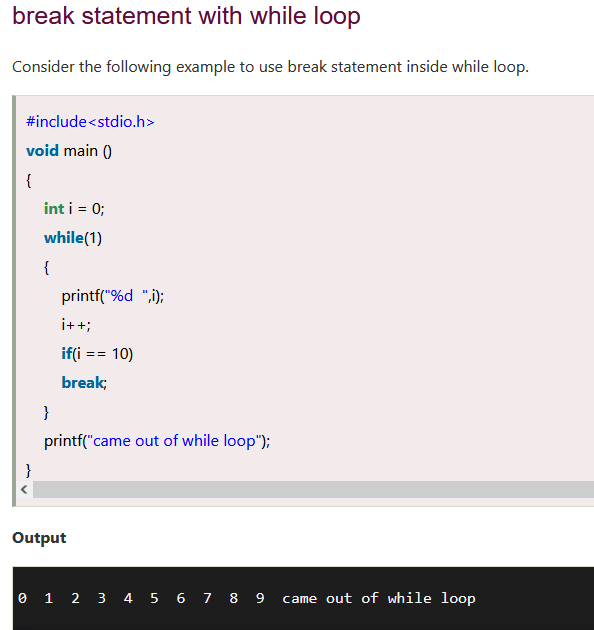 break statement with while loop
Consider the following example to use break statement inside while loop.
#include<stdio.h>
void main ()
{
    int i = 0;
    while(1)
    {
        printf("%d  ",i);
        i++;
        if(i == 10)
        break;
    }
    printf("came out of while loop");
}
Output
0  1  2  3  4  5  6  7  8  9  came out of while loop